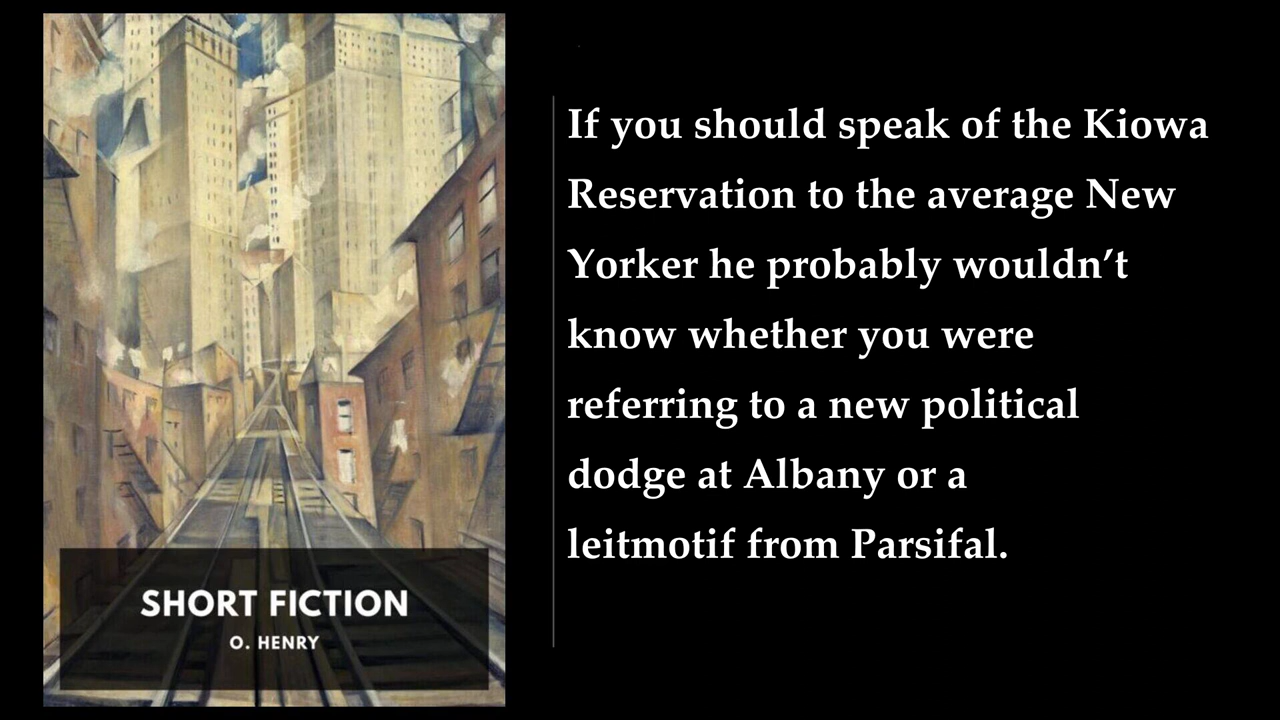 If you should speak of the Kiowa
Reservation to the average New
Yorker he probably wouldn’t
know whether you were
referring to a new political
dodge at Albany or a
leitmotif from Parsifal.
SHORT FICTION
O. HENRY